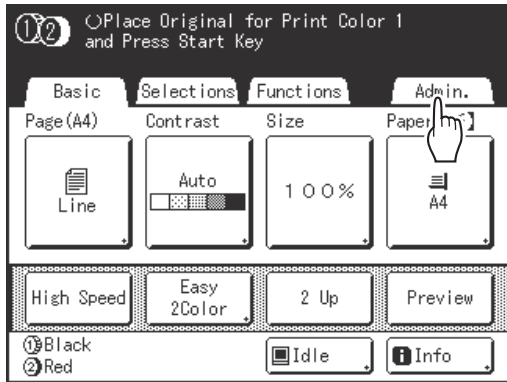 ①② Place Original for Print Color 1
and Press Start Key
Basic Selections Functions Admin.
Page(A4) Contrast Size Paper
Line Auto 100% A4
High Speed Easy 2Color 2 Up Preview
①Black
②Red
Idle Info